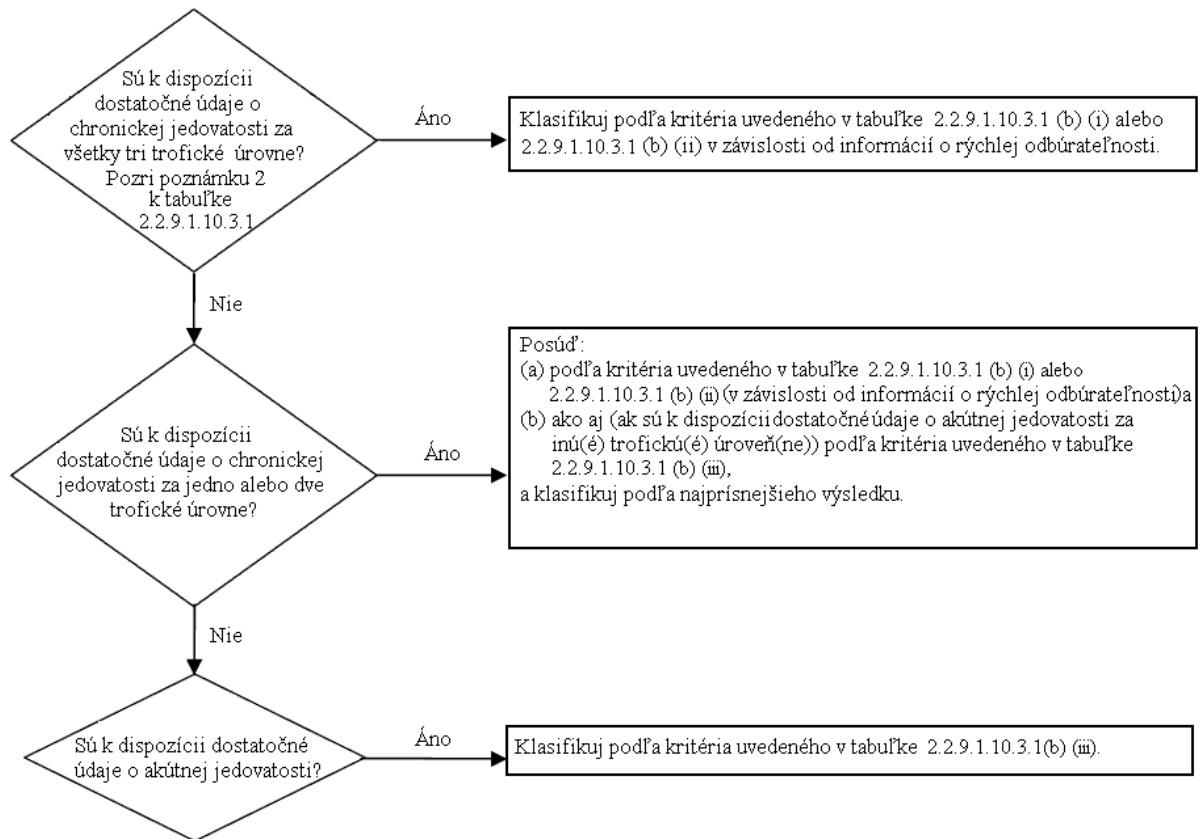 Sú k dispozícii
dostatočné údaje o
chronickej jedovatosti za
všetky tri trofické úrovne?
Pozri poznámku 2
k tabuľke
2.2.9.1.10.3.1
Áno
Klasifikuj podľa kritéria uvedeného v tabuľke 2.2.9.1.10.3.1 (b) (i) alebo
2.2.9.1.10.3.1 (b) (ii) v závislosti od informácií o rýchlej odbúrateľnosti.
Nie
Sú k dispozícii
dostatočné údaje o chronickej
jedovatosti za jedno alebo dve
trofické úrovne?
Áno
Posúď:
(a) podľa kritéria uvedeného v tabuľke 2.2.9.1.10.3.1 (b) (i) alebo
2.2.9.1.10.3.1 (b) (ii) (v závislosti od informácií o rýchlej odbúrateľnosti)a
(b) ako aj (ak sú k dispozícii dostatočné údaje o akútnej jedovatosti za
inú(é) trofickú(é) úroveň(ne)) podľa kritéria uvedeného v tabuľke
2.2.9.1.10.3.1 (b) (iii),
a klasifikuj podľa najprísnejšieho výsledku.
Nie
Sú k dispozícii dostatočné
údaje o akútnej jedovatosti?
Áno
Klasifikuj podľa kritéria uvedeného v tabuľke 2.2.9.1.10.3.1(b) (iii).